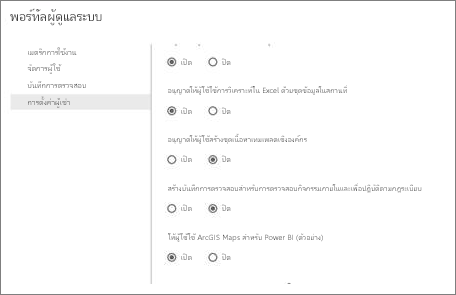 พอร์ทัลผู้ดูแลระบบ
เมตริกการใช้งาน
จัดการผู้ใช้
บันทึกการตรวจสอบ
การตั้งค่าผู้เช่า
เปิด ปิด
อนุญาตให้ผู้ใช้ใช้การวิเคราะห์ใน Excel ด้วยชุดข้อมูลในสถานที่
เปิด ปิด
อนุญาตให้ผู้ใช้สร้างชุดเนื้อหาเทมเพลตเชิงองค์กร
เปิด ปิด
สร้างบันทึกการตรวจสอบสำหรับการตรวจสอบกิจกรรมภายในและเพื่อปฏิบัติตามกฎระเบียบ
เปิด ปิด
ให้ผู้ใช้ใช้ ArcGIS Maps สำหรับ Power BI (ตัวอย่าง)
เปิด ปิด